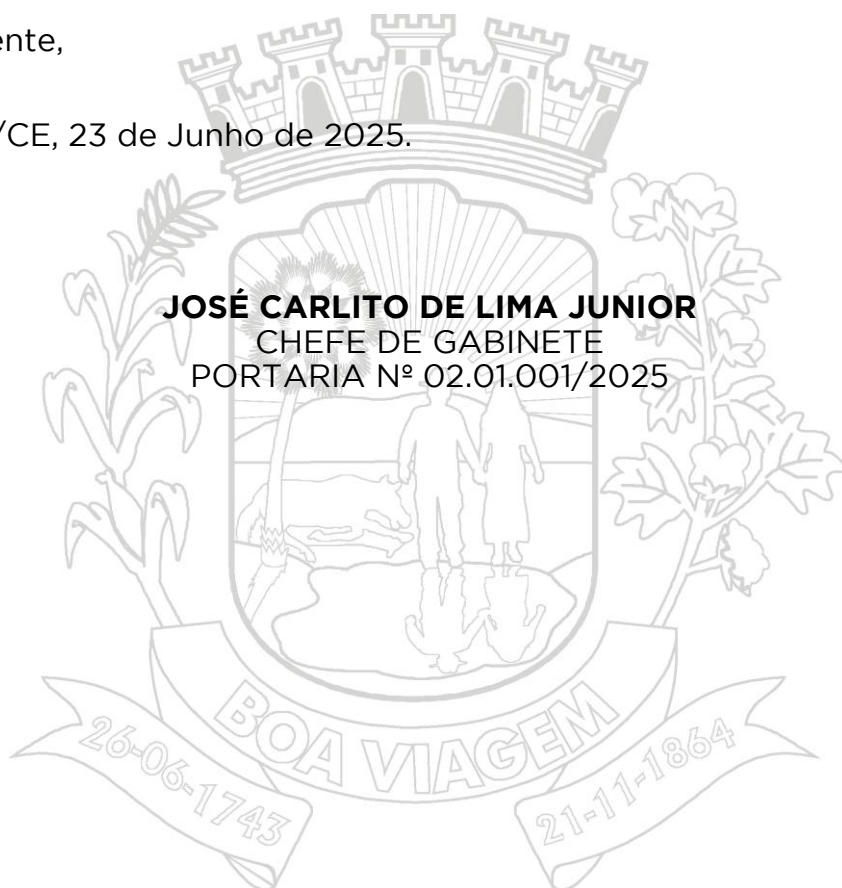 ente,
/CE, 23 de Junho de 2025.
JOSÉ CARLITO DE LIMA JUNIOR
CHEFE DE GABINETE
PORTARIA Nº 02.01.001/2025
BOA VIAGEM
26-06-1743
21-11-1864